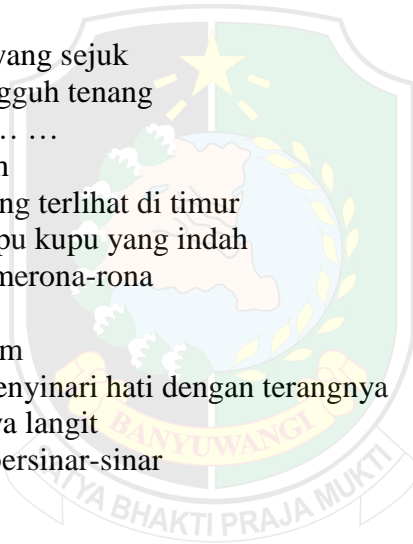 yang sejuk
gguh tenang
… …
n
ng terlihat di timur
pu kupu yang indah
merona-rona
m
enyinari hati dengan terangnya
a langit
bersinar-sinar
BANYUWANGI
SATYA BHAKTI PRAJA MUKTI